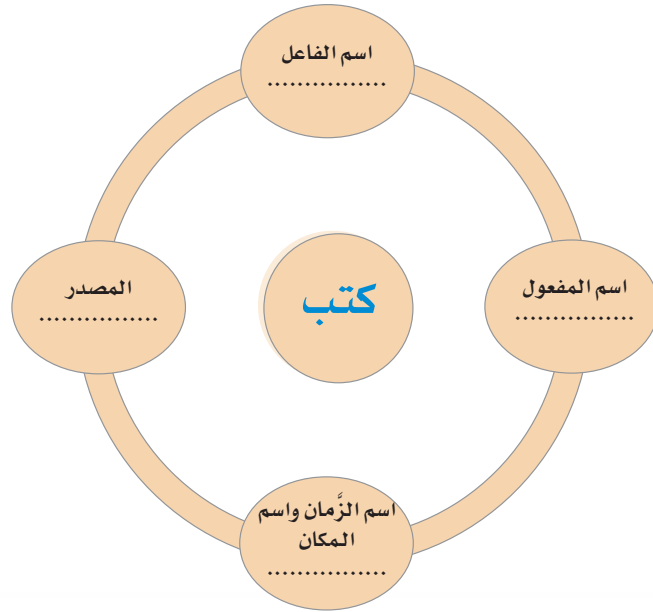 اسم الفاعل
................
اسم المفعول
................
كتب
المصدر
................
اسم الزَّمان واسم
المكان
................